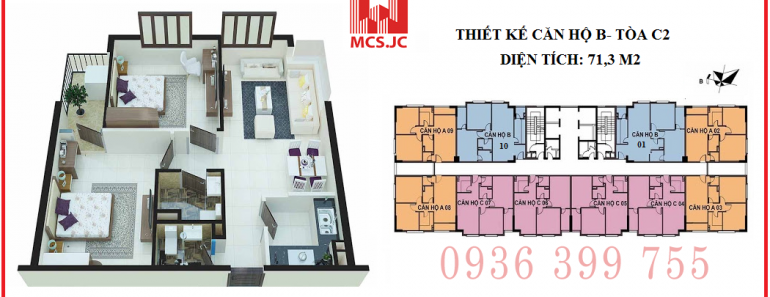 MCS.JC
THIẾT KẾ CĂN HỘ B- TÒA C2
DIỆN TÍCH: 71,3 M2
B
CĂN HỘ A 09
CĂN HỘ B
10
CĂN HỘ B
01
CĂN HỘ A 02
CĂN HỘ A 08
CĂN HỘ C 07
CĂN HỘ C 06
CĂN HỘ C 05
CĂN HỘ C 04
CĂN HỘ A 03
0936 399 755